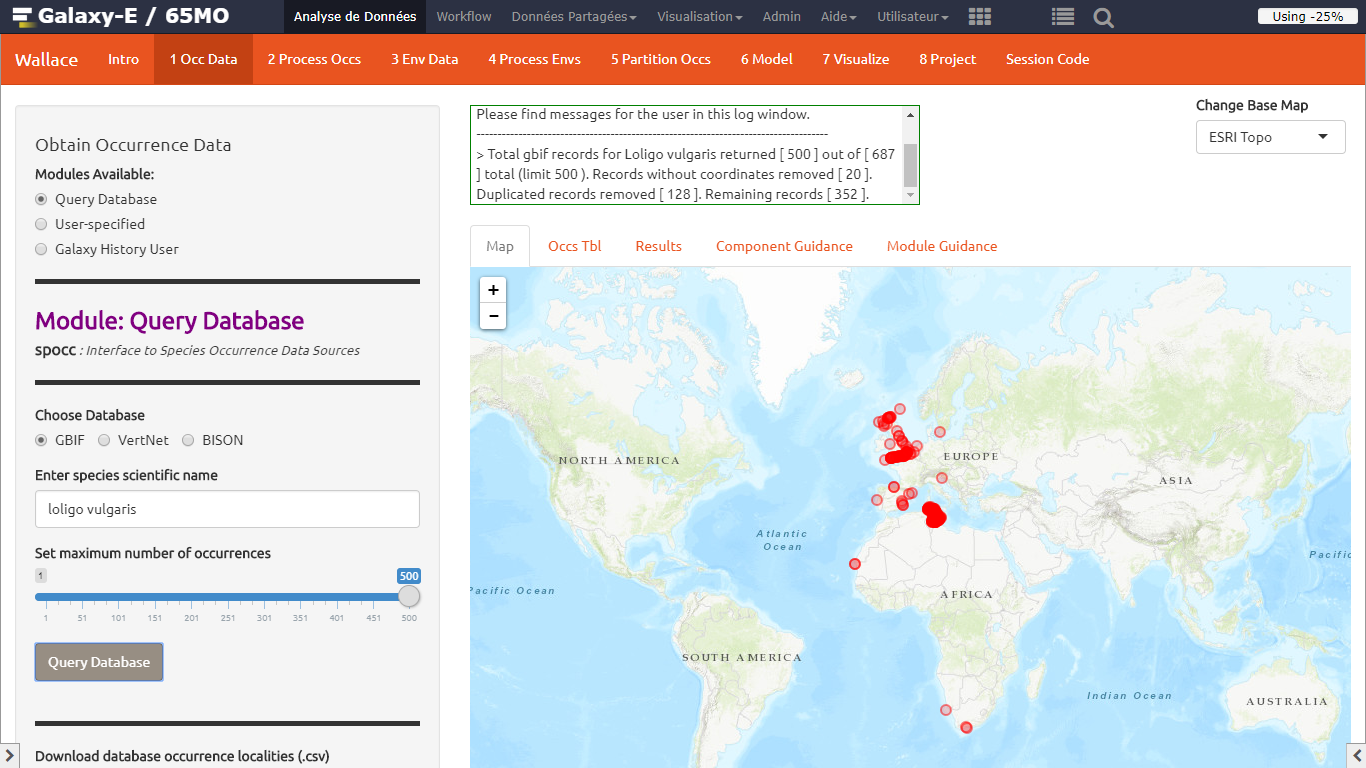 Galaxy-E / 65MO
Analyse de Données Workflow Données Partagées Visualisation Admin Aide Utilisateur
Using -25%
Wallace Intro 1 Occ Data 2 Process Occs 3 Env Data 4 Process Envs 5 Partition Occs 6 Model 7 Visualize 8 Project Session Code
Obtain Occurrence Data
Modules Available:
Query Database
User-specified
Galaxy History User
Module: Query Database
spocc : Interface to Species Occurrence Data Sources
Choose Database
GBIF VertNet BISON
Enter species scientific name
loligo vulgaris
Set maximum number of occurrences
1 500
1 51 101 151 201 251 301 351 401 451 500
Query Database
Download database occurrence localities (.csv)
Please find messages for the user in this log window.
--------------------------------------------------------------------------------------
> Total gbif records for Loligo vulgaris returned [ 500 ] out of [ 687
] total (limit 500 ). Records without coordinates removed [ 20 ].
Duplicated records removed [ 128 ]. Remaining records [ 352 ].
Change Base Map
ESRI Topo
Map Occs Tbl Results Component Guidance Module Guidance
+
−
NORTH AMERICA
EUROPE
ASIA
Atlantic
Ocean
Pacific
Pacific Ocean
AFRICA
SOUTH AMERICA
Indian Ocean
AUSTRALIA